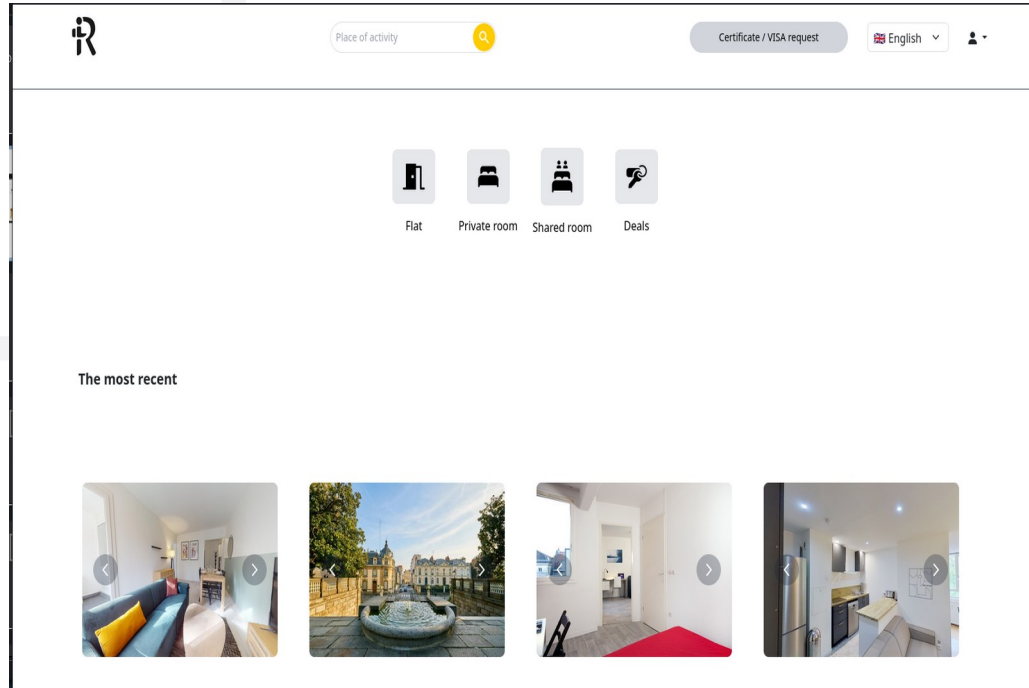 Place of activity
Certificate / VISA request
English
Flat
Private room
Shared room
Deals
The most recent